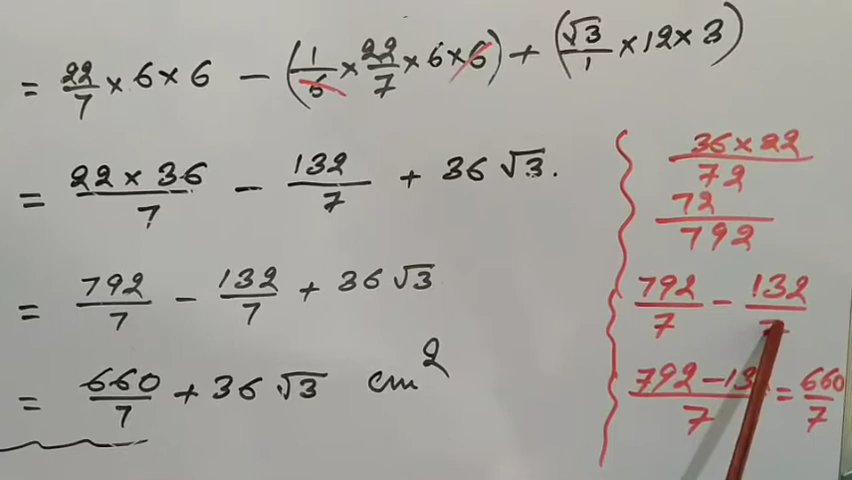 = 22/7 × 6 × 6 − (1/6 × 22/7 × 6 × 6) + (√3/1 × 12 × 3)
= 22 × 36/7 − 132/7 + 36 √3.
= 792/7 − 132/7 + 36 √3
= 660/7 + 36 √3 cm²
36 × 22
72
72
792
792/7 − 132/7
792 − 13/7 = 660/7